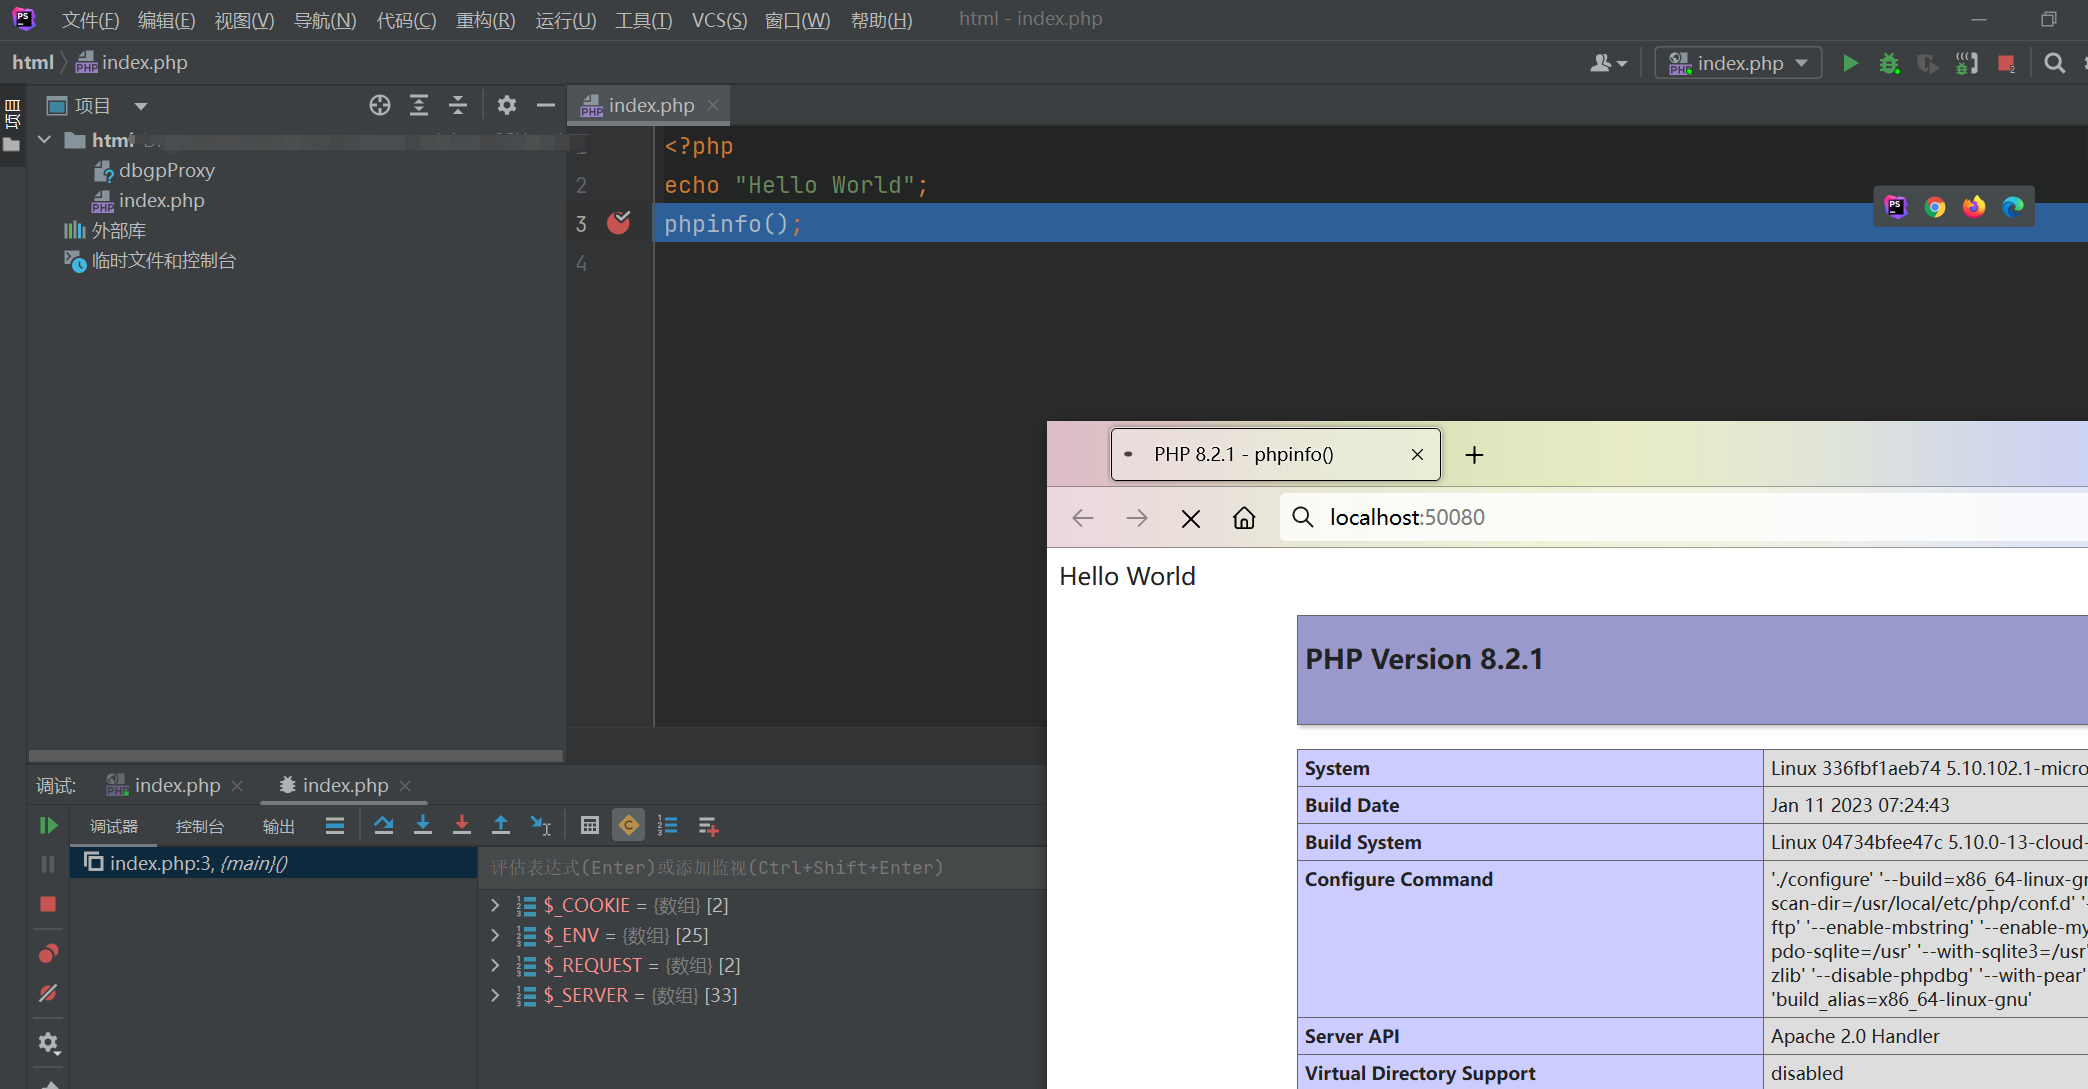 文件(F) 编辑(E) 视图(V) 导航(N) 代码(C) 重构(R) 运行(U) 工具(T) VCS(S) 窗口(W) 帮助(H) html - index.php
html index.php
index.php
项目
项目
index.php
html
dbgpProxy
index.php
外部库
临时文件和控制台
1 <?php
2 echo "Hello World";
3 phpinfo();
4
PHP 8.2.1 - phpinfo()
localhost:50080
Hello World
PHP Version 8.2.1
System Linux 336fbf1aeb74 5.10.102.1-micro
Build Date Jan 11 2023 07:24:43
Build System Linux 04734bfee47c 5.10.0-13-cloud-
Configure Command './configure' '--build=x86_64-linux-gn
scan-dir=/usr/local/etc/php/conf.d' '-
ftp' '--enable-mbstring' '--enable-my
pdo-sqlite=/usr' '--with-sqlite3=/usr'
zlib' '--disable-phpdbg' '--with-pear'
'build_alias=x86_64-linux-gnu'
Server API Apache 2.0 Handler
Virtual Directory Support disabled
调试: index.php index.php
调试器 控制台 输出
index.php:3, {main}()
评估表达式(Enter)或添加监视(Ctrl+Shift+Enter)
$_COOKIE = {数组} [2]
$_ENV = {数组} [25]
$_REQUEST = {数组} [2]
$_SERVER = {数组} [33]